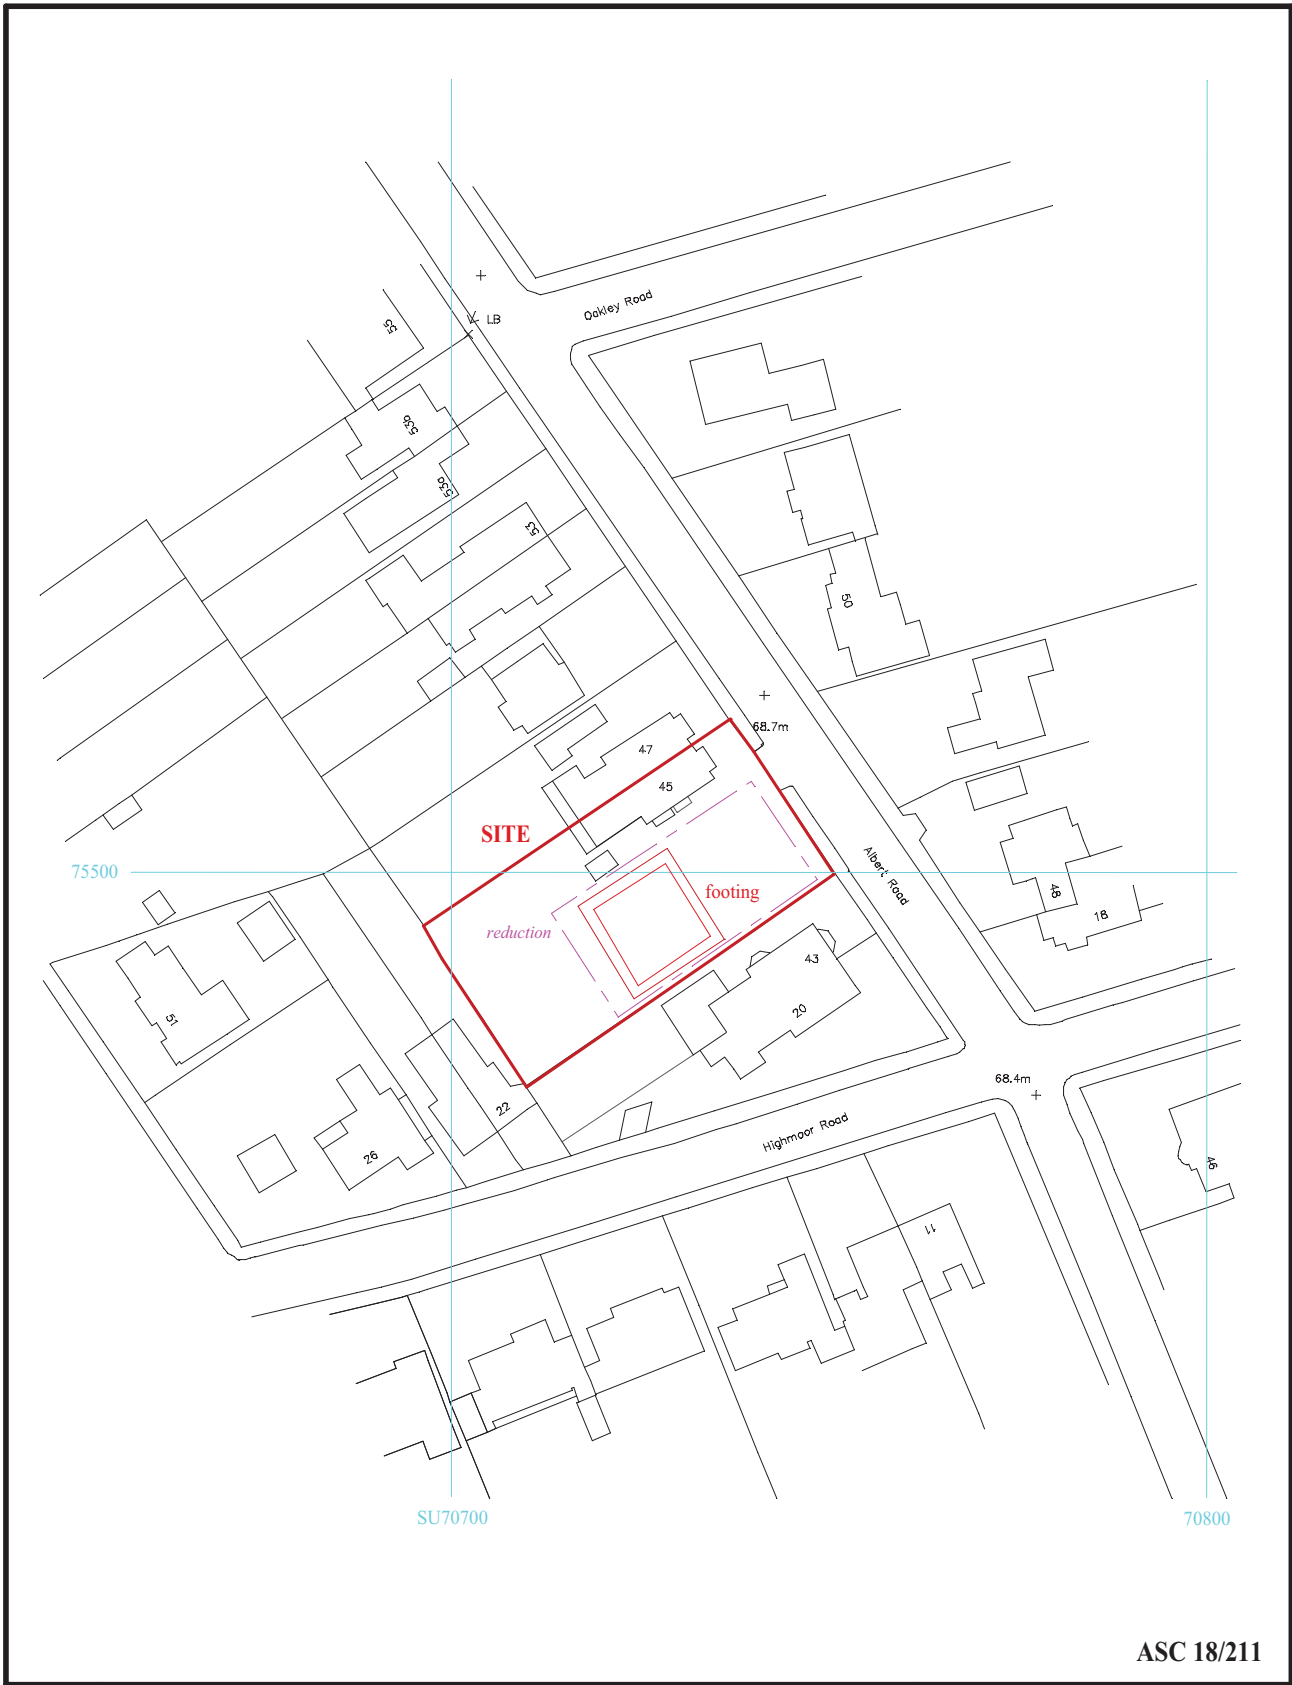 Oakley Road
LB
55
53b
53a
53
50
68.7m
47
45
SITE
75500
footing
Albert Road
48
18
reduction
43
20
51
22
26
68.4m
Highmoor Road
46
11
SU70700
70800
ASC 18/211